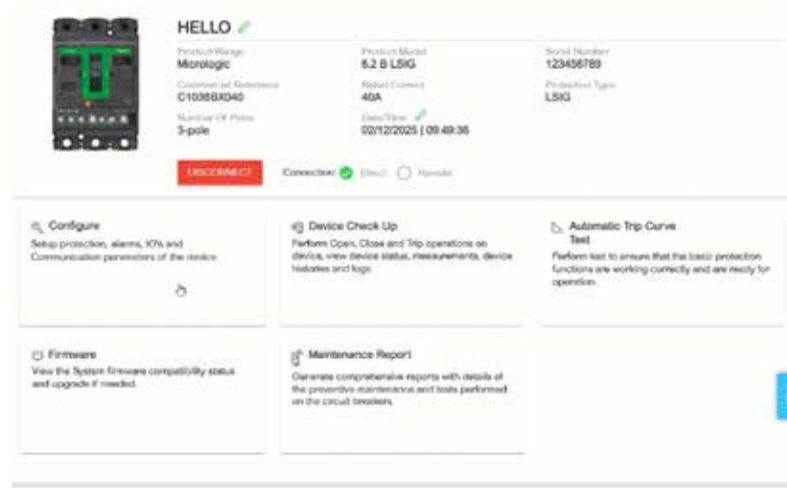 HELLO
Product Range
Product Model
Serial Number
Micrologic
6.2 B LSIG
123456789
Commercial Reference
Rated Current
Protection Type
C1036BX040
40A
LSIG
Number Of Poles
Date/Time
3-pole
02/12/2025 | 09:49:36
DISCONNECT
Connection:
Direct
Remote
Configure
Setup protection, alarms, and
Communication parameters of the device
Device Check Up
Perform Open, Close and Trip operations on
device, view device status, measurements, device
histories and logs
Automatic Trip Curve
Test
Perform test to ensure that the basic protection
functions are working correctly and are ready for
operation
Firmware
View the System firmware compatibility status
and upgrade if needed.
Maintenance Report
Generate comprehensive reports with details of
the preventive maintenance and tests performed
on the circuit breakers.